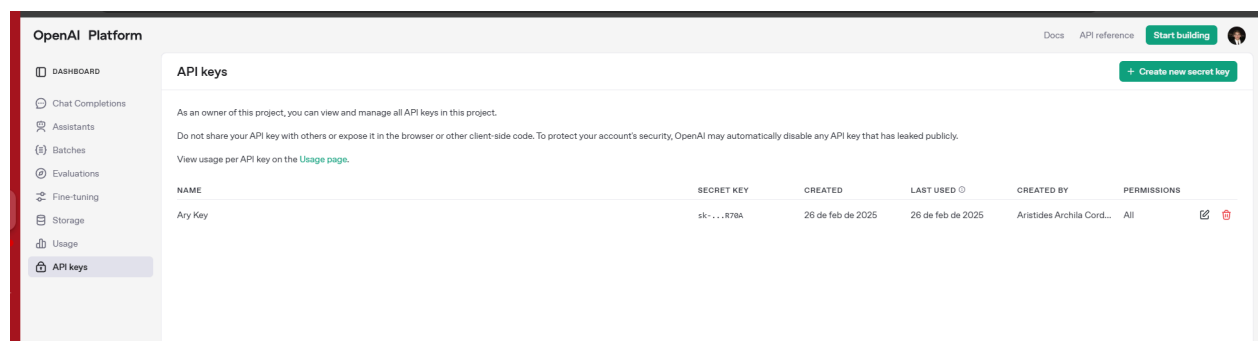 OpenAI Platform
Docs API reference Start building
DASHBOARD
Chat Completions
Assistants
Batches
Evaluations
Fine-tuning
Storage
Usage
API keys
API keys
+ Create new secret key
As an owner of this project, you can view and manage all API keys in this project.
Do not share your API key with others or expose it in the browser or other client-side code. To protect your account's security, OpenAI may automatically disable any API key that has leaked publicly.
View usage per API key on the Usage page.
NAME SECRET KEY CREATED LAST USED CREATED BY PERMISSIONS
Ary Key sk-...R70A 26 de feb de 2025 26 de feb de 2025 Aristides Archila Cord... All